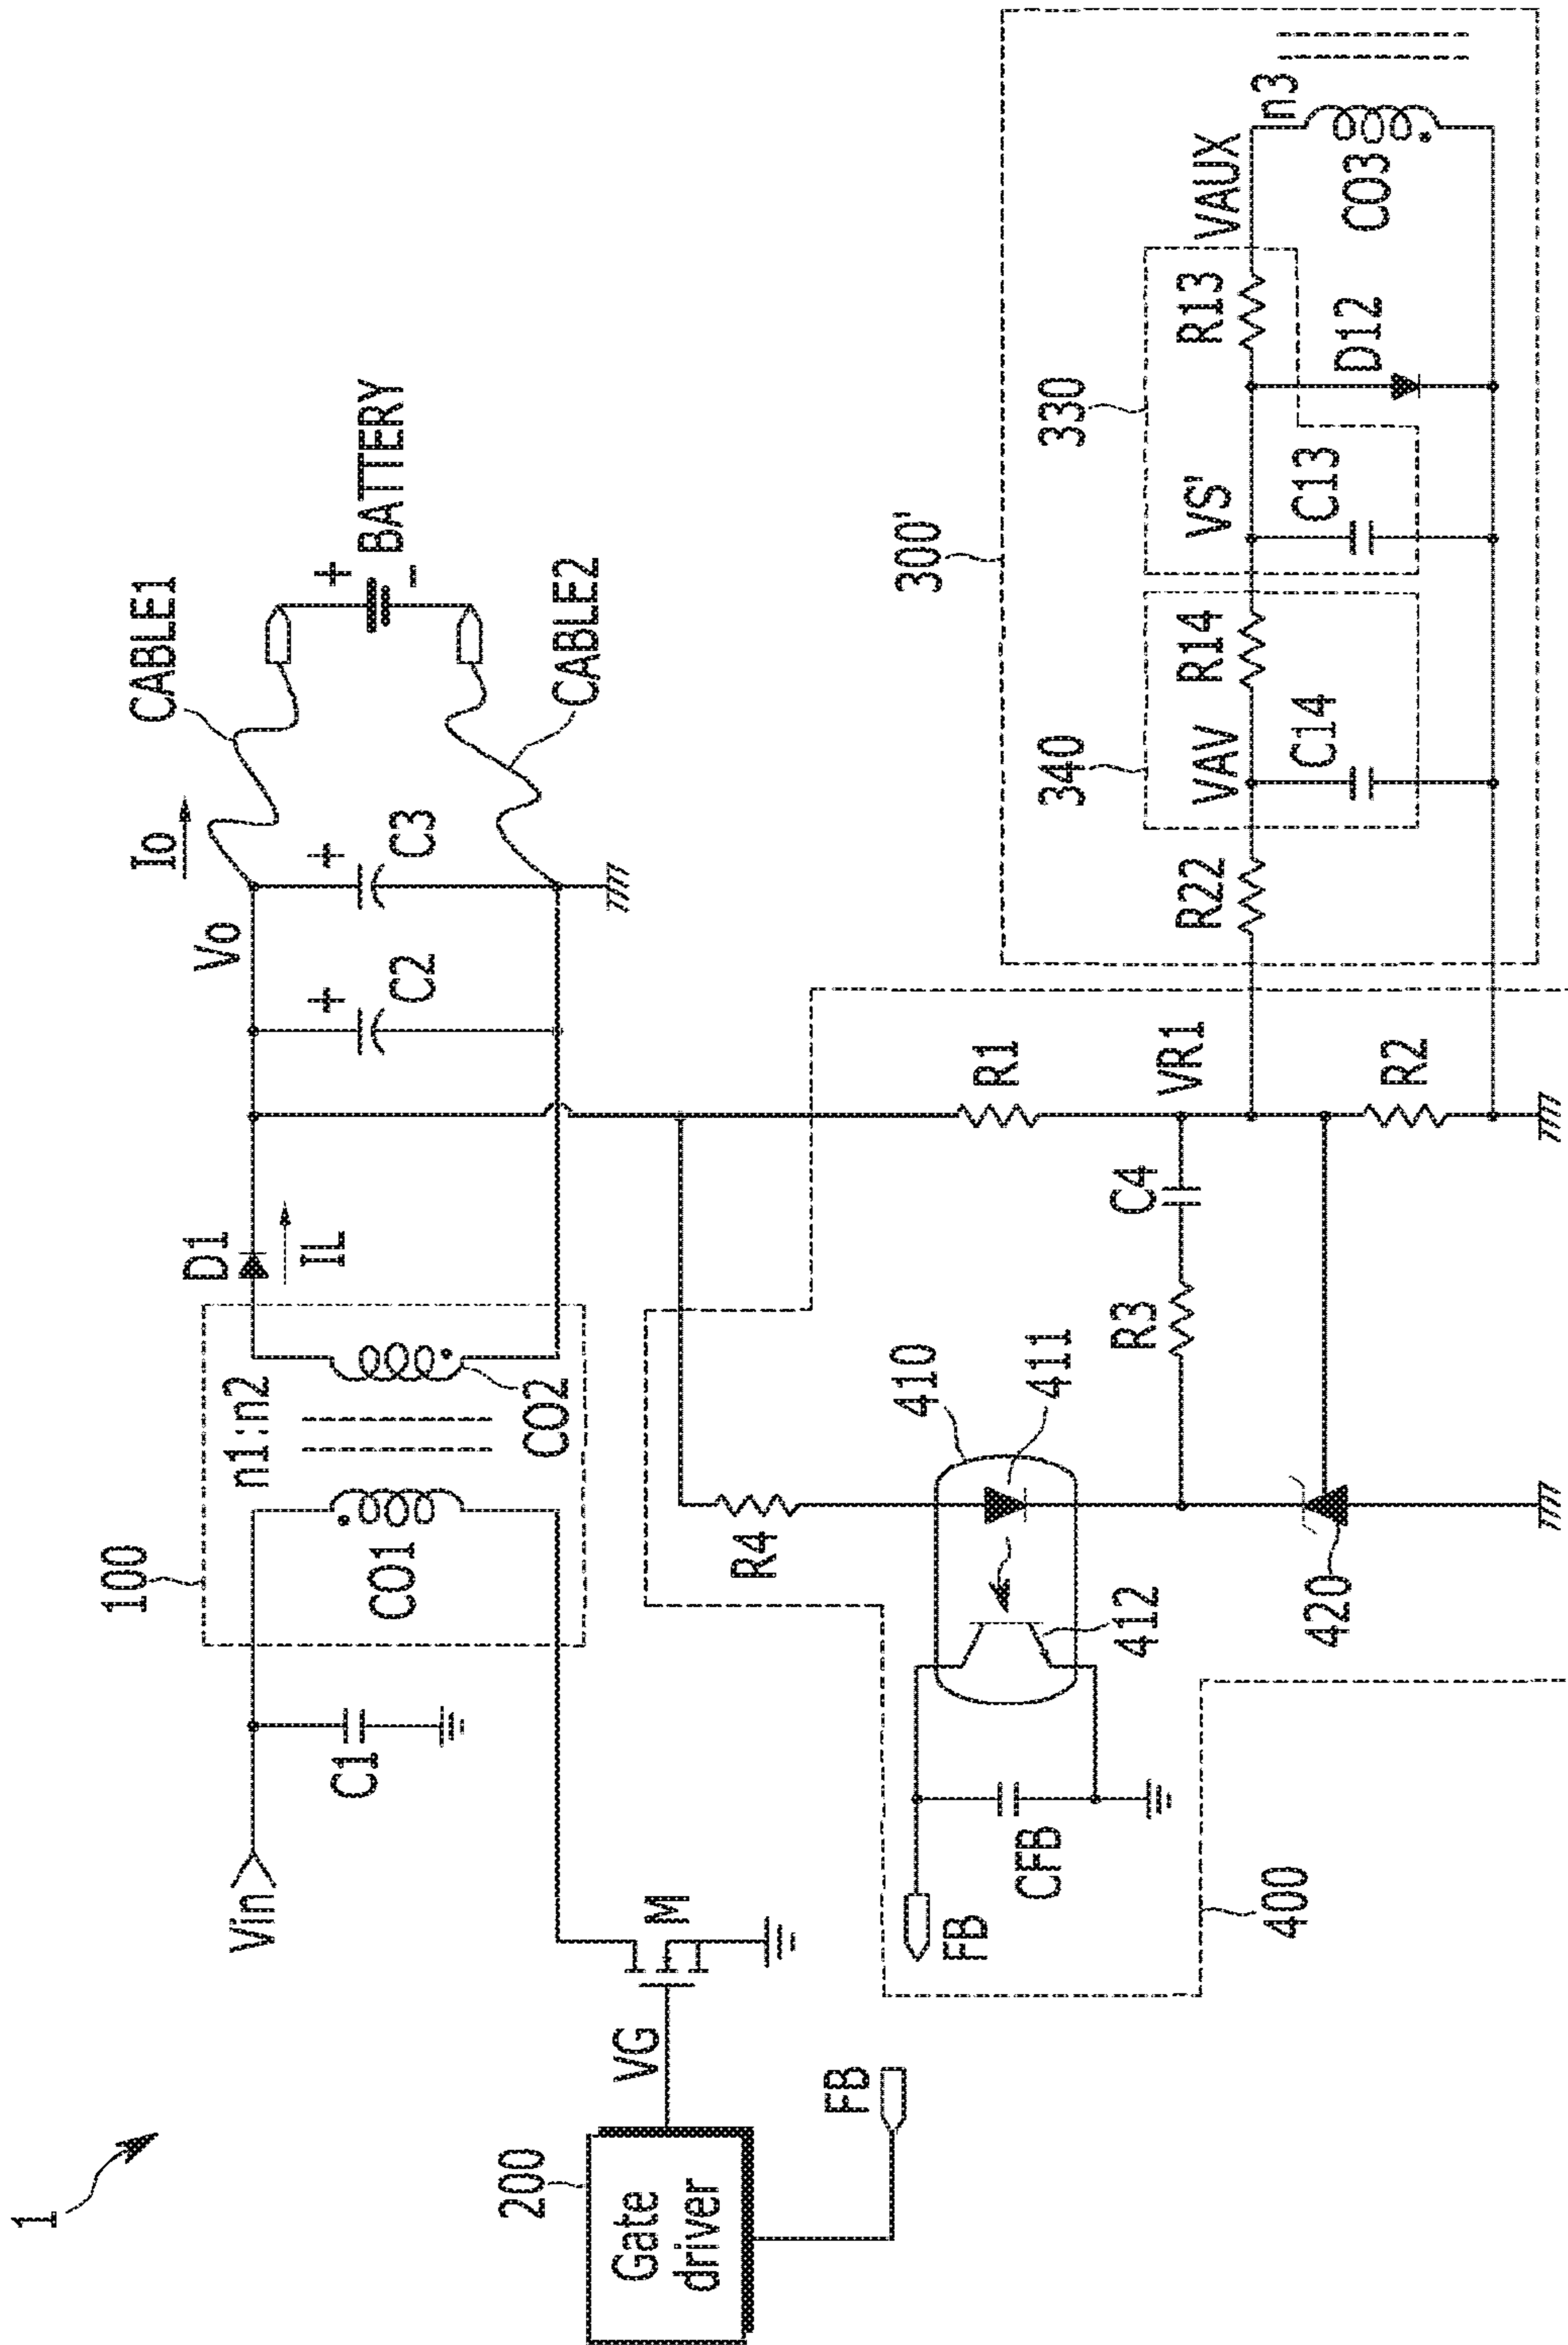 1
Vin
C1
100
CO1
n1:n2
CO2
D1
IL
Vo
C2
+
C3
+
Io
CABLE1
CABLE2
BATTERY
+
-
200
Gate
driver
VG
M
FB
400
FB
CFB
410
411
412
R4
R3
C4
420
R1
VR1
R2
300'
R22
340
VAV
R14
C14
330
VS'
C13
R13
D12
VAUX
n3
CO3